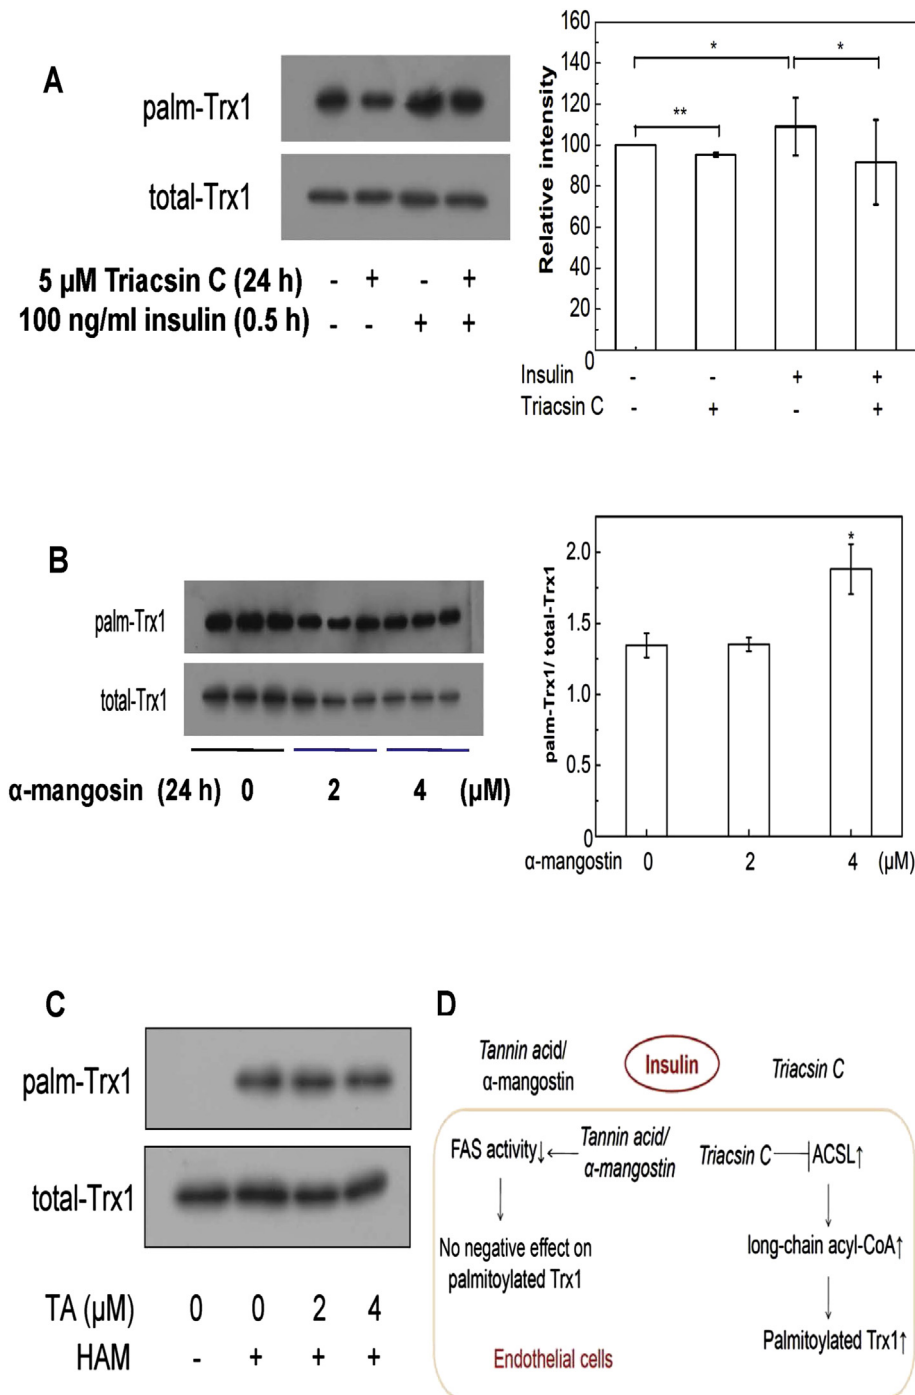 A
palm-Trx1
total-Trx1
5 µM Triacsin C (24 h) - + - +
100 ng/ml insulin (0.5 h) - - + +
Relative intensity
160
140
120
100
80
60
40
20
0
*
*
**
Insulin - - + +
Triacsin C - + - +
B
palm-Trx1
total-Trx1
α-mangosin (24 h) 0 2 4 (µM)
palm-Trx1/ total-Trx1
2.0
1.5
1.0
0.5
0
*
α-mangostin 0 2 4 (µM)
C
palm-Trx1
total-Trx1
TA (µM) 0 0 2 4
HAM - + + +
D
Tannin acid/
α-mangostin
Insulin
Triacsin C
FAS activity↓
Tannin acid/
α-mangostin
Triacsin C
ACSL↑
No negative effect on
palmitoylated Trx1
long-chain acyl-CoA↑
Palmitoylated Trx1↑
Endothelial cells